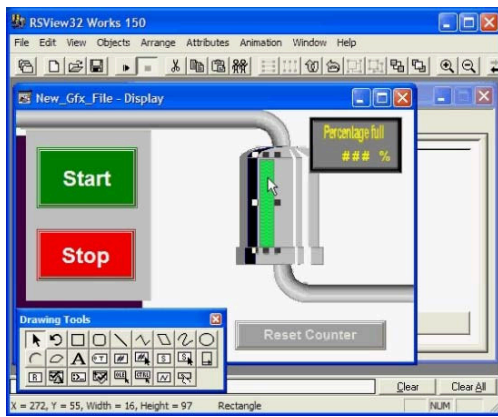 RSView32 Works 150
File Edit View Objects Arrange Attributes Animation Window Help
New_Gfx_File - Display
Percentage full
### %
Start
Stop
Drawing Tools
Reset Counter
Clear Clear All
X = 272, Y = 55, Width = 16, Height = 97 Rectangle NUM